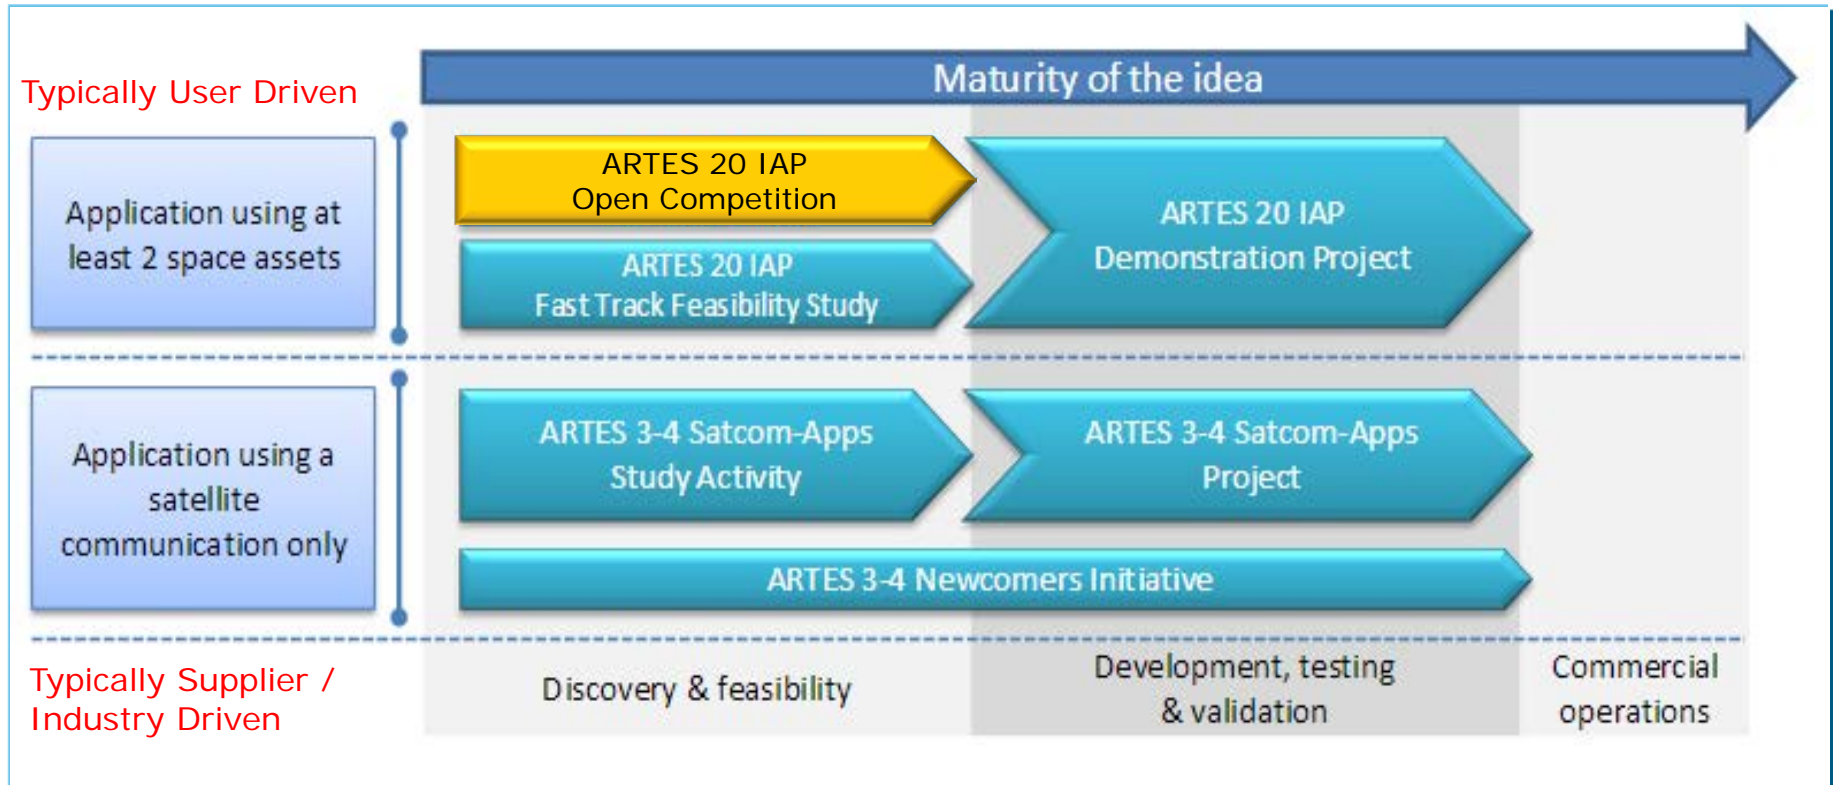 Maturity of the idea
Typically User Driven
Application using at
least 2 space assets
ARTES 20 IAP
Open Competition
ARTES 20 IAP
Fast Track Feasibility Study
ARTES 20 IAP
Demonstration Project
Application using a
satellite
communication only
ARTES 3-4 Satcom-Apps
Study Activity
ARTES 3-4 Satcom-Apps
Project
ARTES 3-4 Newcomers Initiative
Typically Supplier /
Industry Driven
Discovery & feasibility
Development, testing
& validation
Commercial
operations